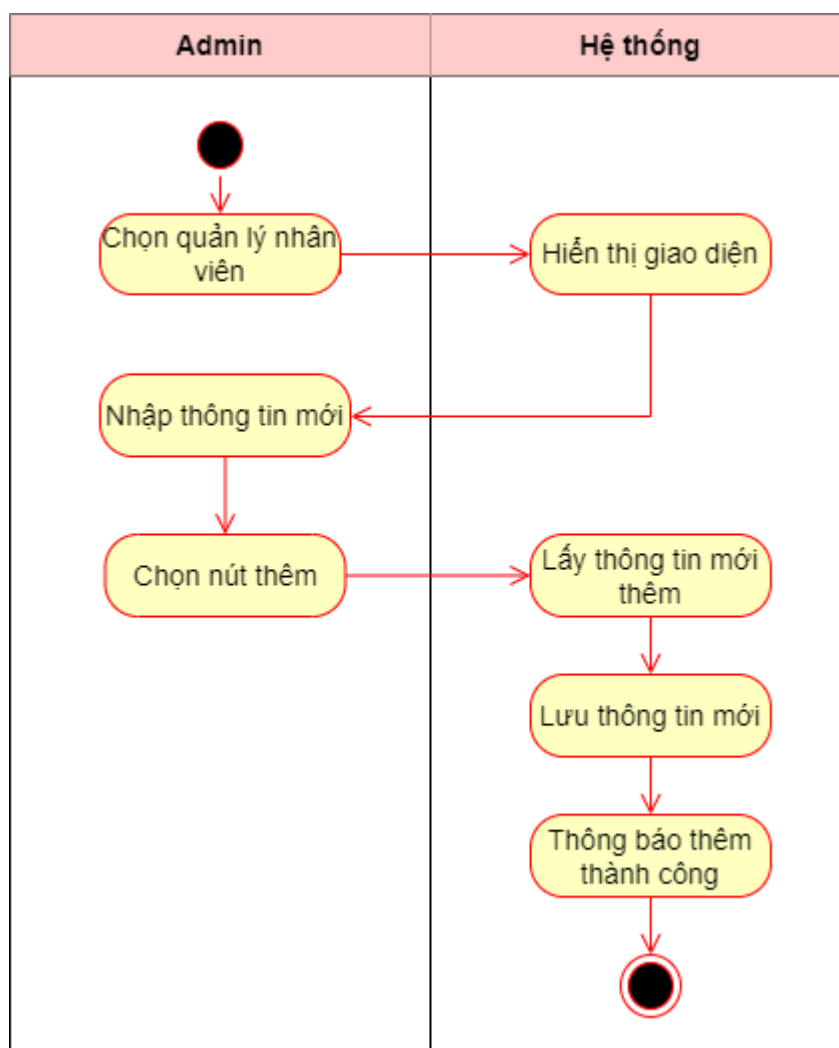 Admin
Hệ thống
Chọn quản lý nhân
viên
Hiển thị giao diện
Nhập thông tin mới
Chọn nút thêm
Lấy thông tin mới
thêm
Lưu thông tin mới
Thông báo thêm
thành công